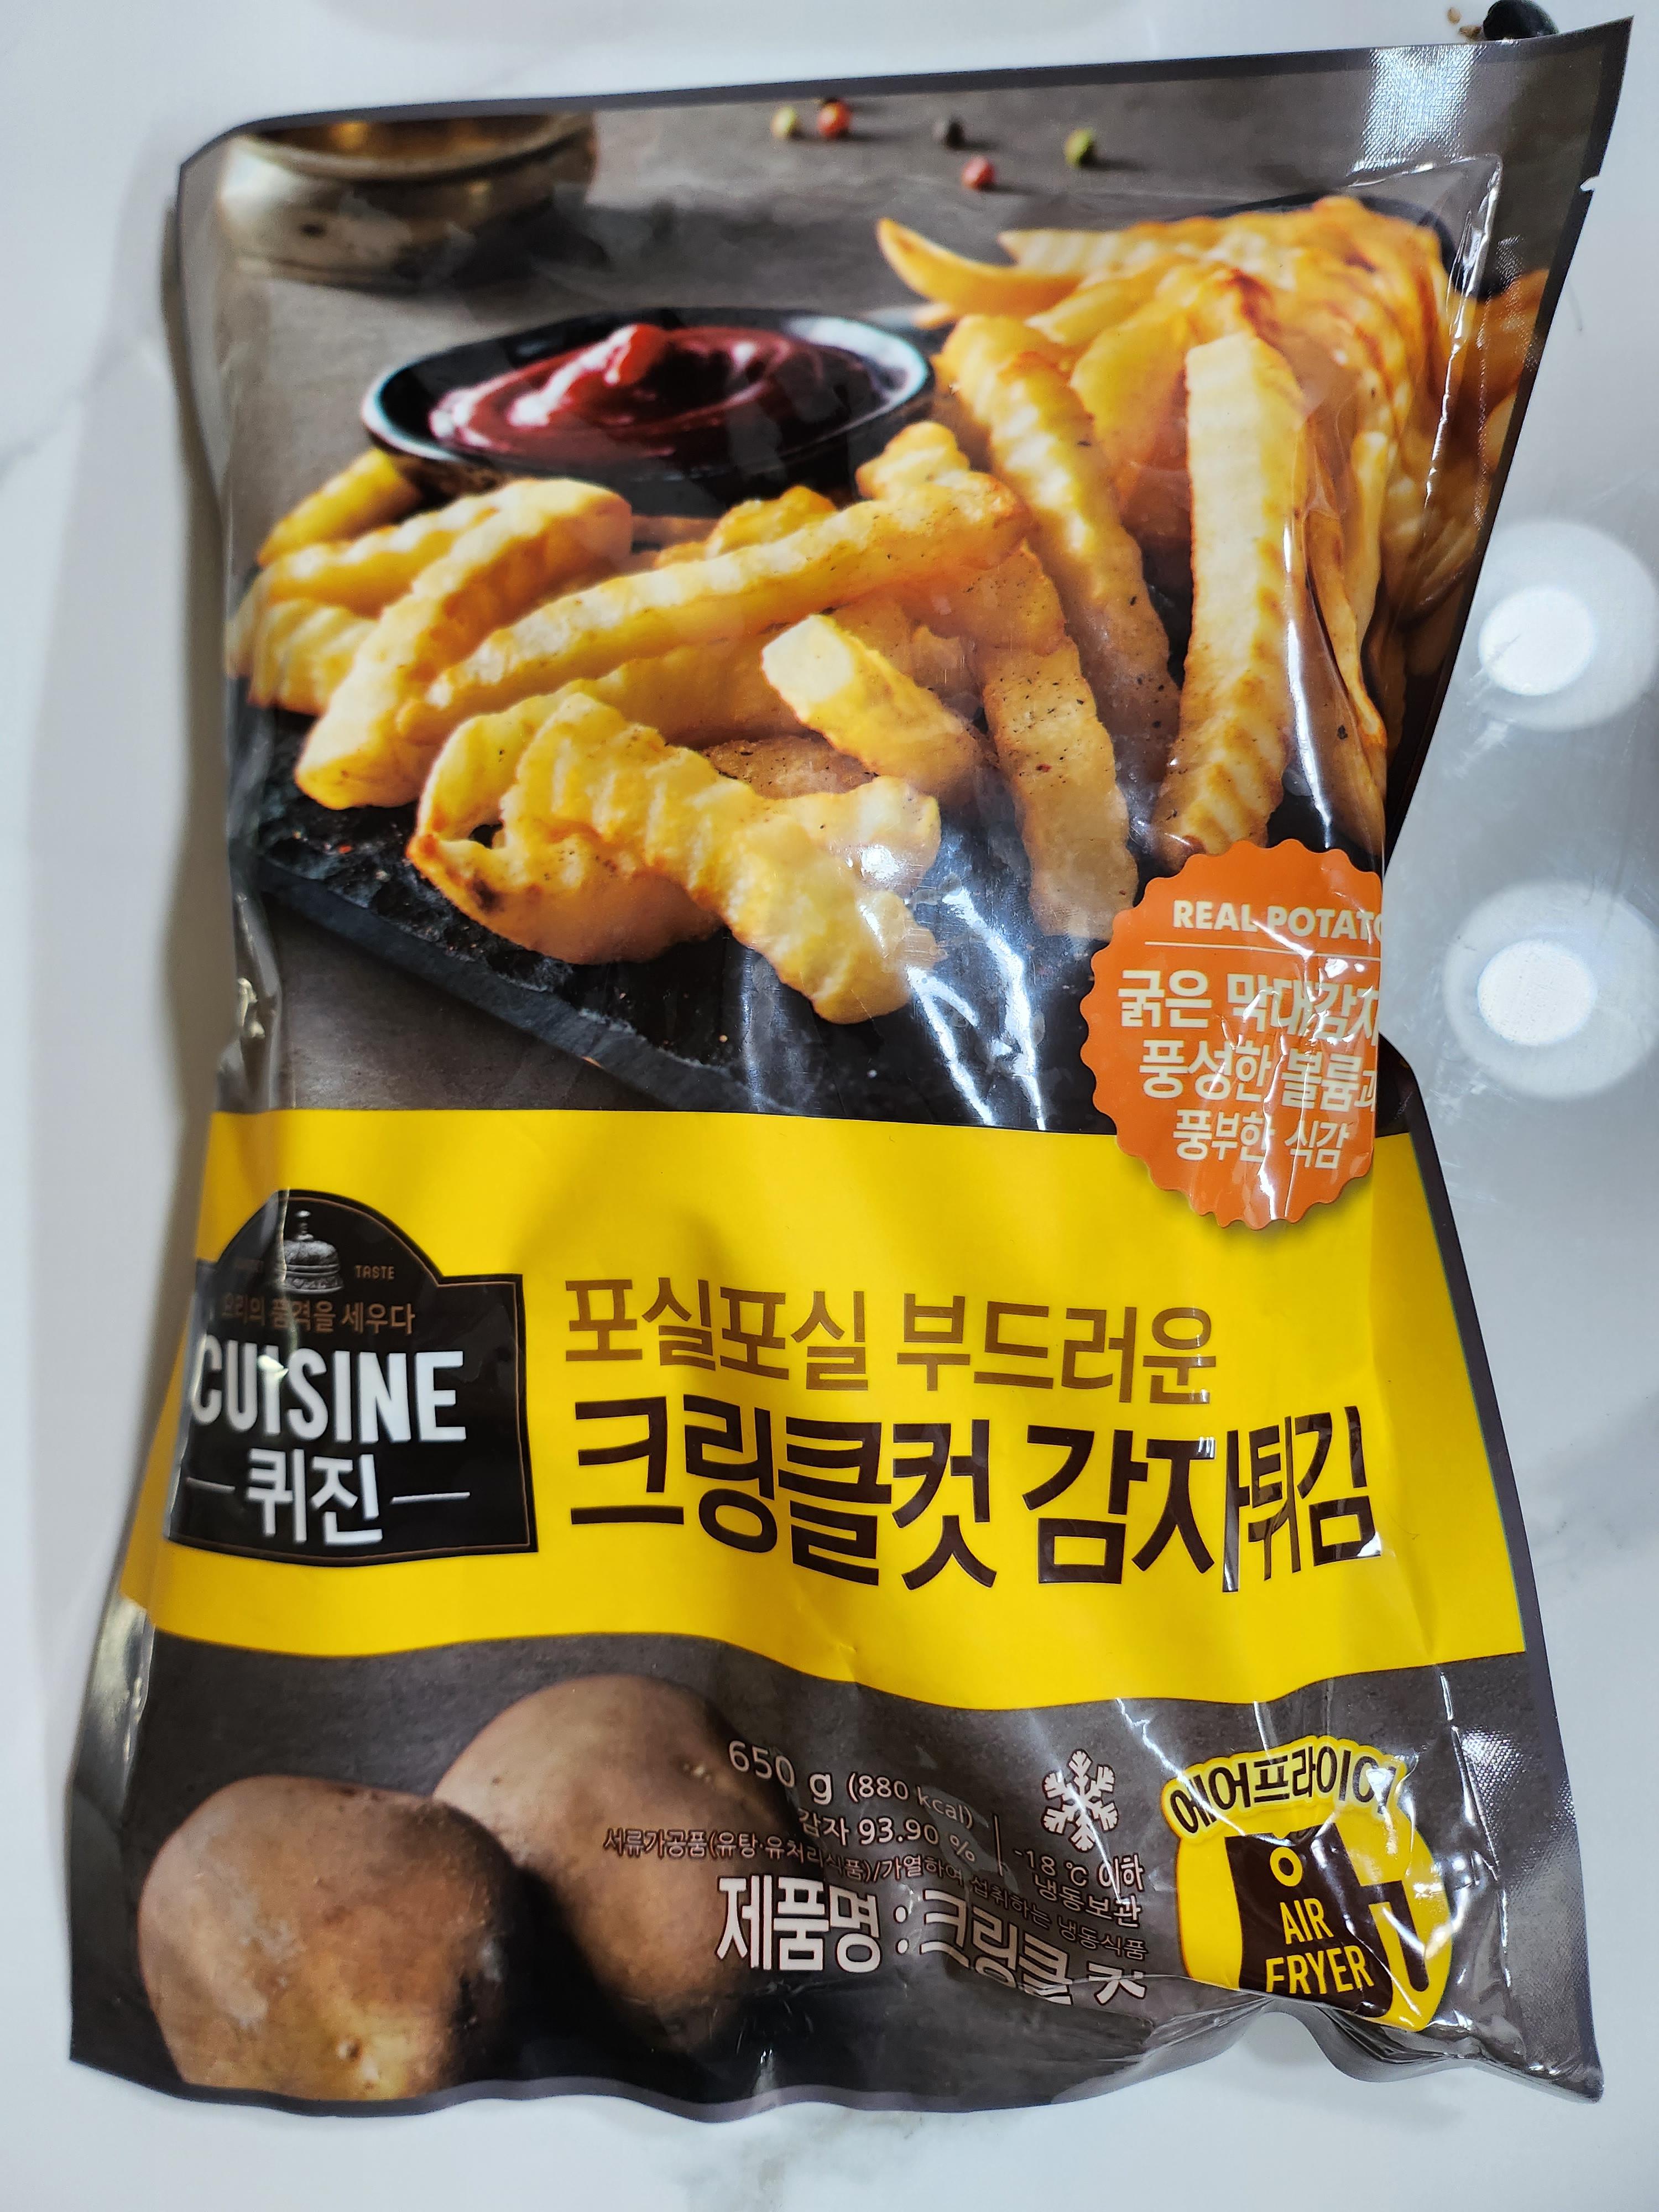 REAL POTATO
굵은 막대감자
풍성한 볼륨과
풍부한 식감
TASTE
요리의 품격을 세우다
CUISINE
퀴진
포실포실 부드러운
크링클컷 감자튀김
650 g (880 kcal)
감자 93.90 %
-18 ℃ 이하
냉동보관
서류가공품(유탕·유처리식품)/가열하여 섭취하는 냉동식품
제품명 : 크링클 컷
에어프라이어
AIR
FRYER